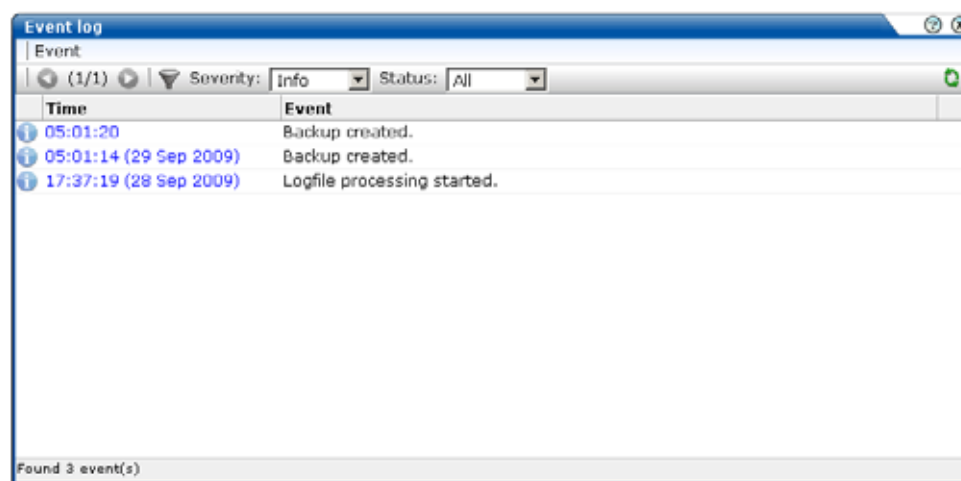 Event log
Event
(1/1) Severity: Info Status: All
Time Event
05:01:20 Backup created.
05:01:14 (29 Sep 2009) Backup created.
17:37:19 (28 Sep 2009) Logfile processing started.
Found 3 event(s)